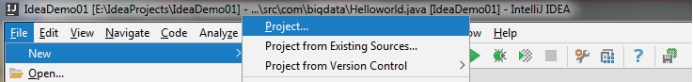 IdeaDemo01 [E:\IdeaProjects\IdeaDemo01] - ...\src\com\bigdata\Helloworld.java [IdeaDemo01] - IntelliJ IDEA
File Edit View Navigate Code Analyze
Project...
New
Project from Existing Sources...
Open...
Project from Version Control